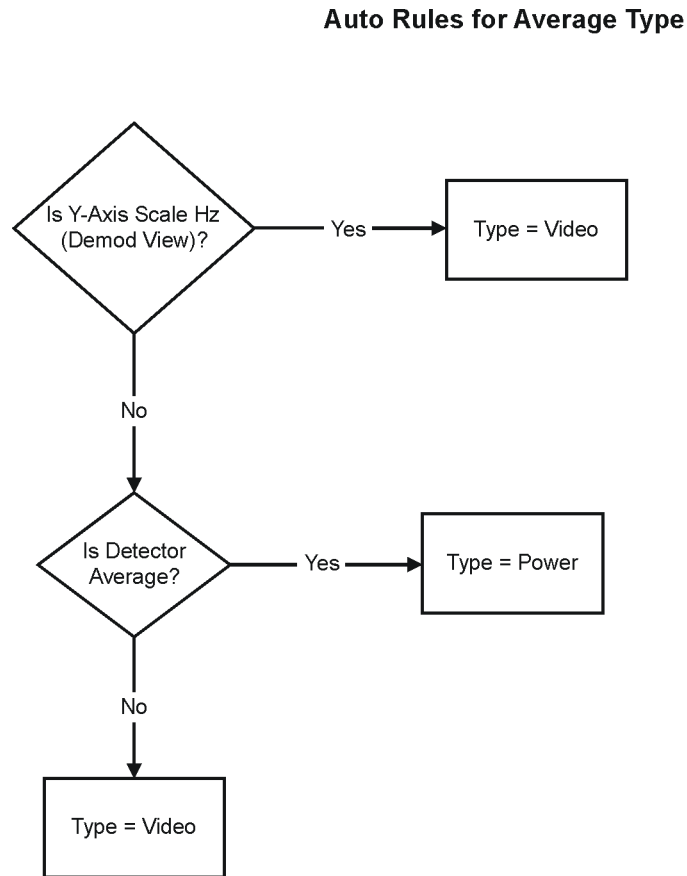 Auto Rules for Average Type
Is Y-Axis Scale Hz
(Demod View)?
Yes
Type = Video
No
Is Detector
Average?
Yes
Type = Power
No
Type = Video